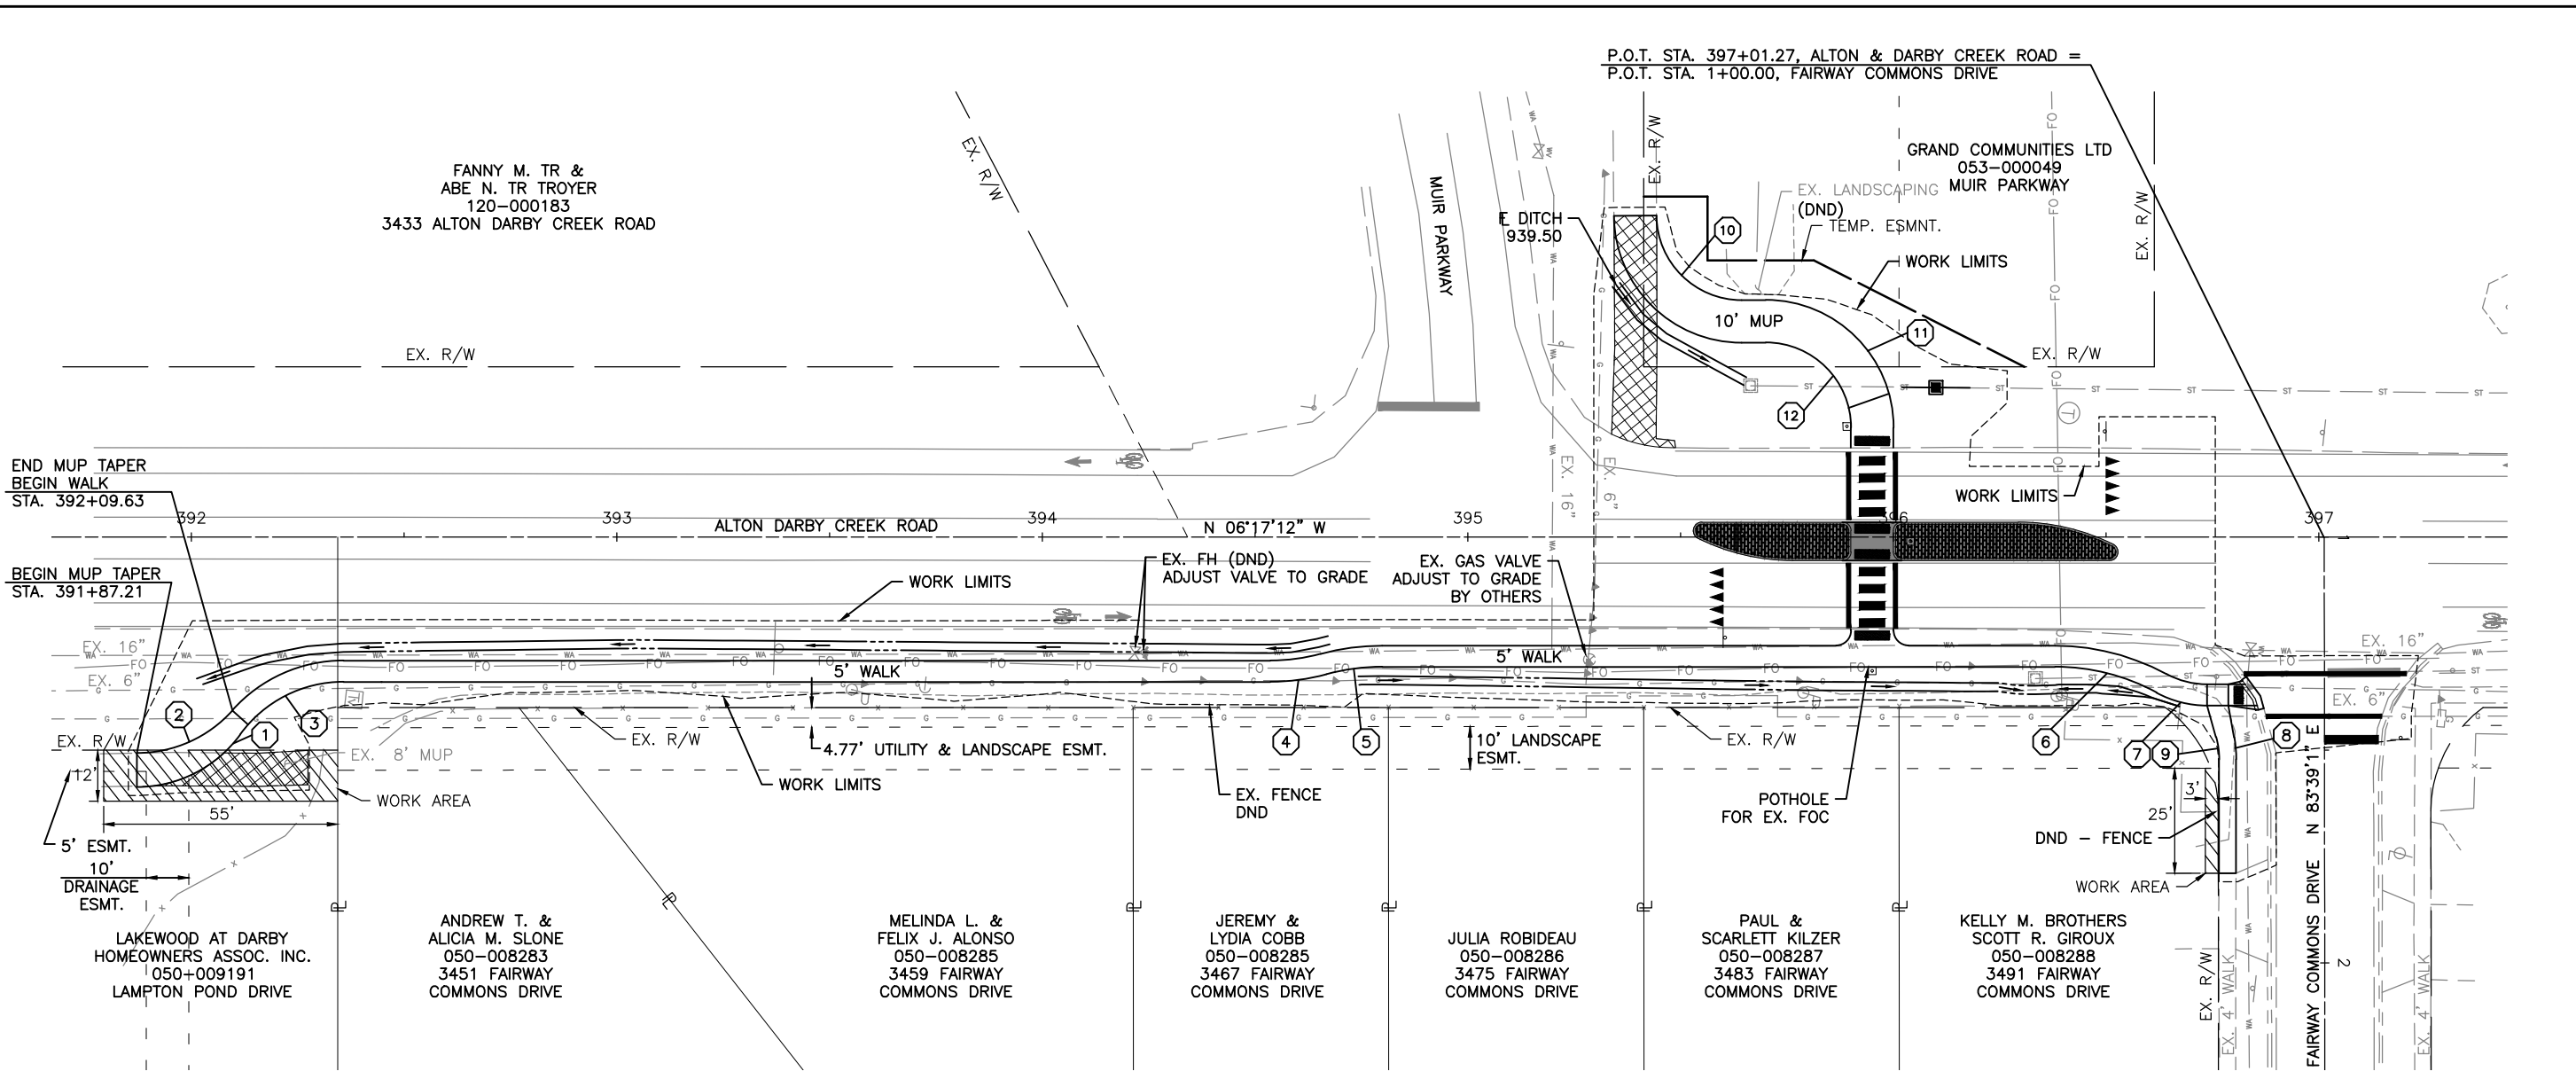 P.O.T. STA. 397+01.27, ALTON & DARBY CREEK ROAD =
P.O.T. STA. 1+00.00, FAIRWAY COMMONS DRIVE
FANNY M. TR &
ABE N. TR TROYER
120-000183
3433 ALTON DARBY CREEK ROAD
EX. R/W
MUIR PARKWAY
EX. R/W
GRAND COMMUNITIES LTD
053-000049
MUIR PARKWAY
EX. LANDSCAPING
(DND)
TEMP. ESMNT.
EX. R/W
WORK LIMITS
DITCH
939.50
10
10' MUP
11
12
EX. R/W
EX. R/W
END MUP TAPER
BEGIN WALK
STA. 392+09.63
EX. 16"
EX. 6"
WORK LIMITS
392
393
ALTON DARBY CREEK ROAD
394
N 06°17'12" W
395
396
397
BEGIN MUP TAPER
STA. 391+87.21
WORK LIMITS
EX. FH (DND)
ADJUST VALVE TO GRADE
EX. GAS VALVE
ADJUST TO GRADE
BY OTHERS
EX. 16"
EX. 6"
5' WALK
5' WALK
EX. 16"
EX. 6"
2
1
3
EX. R/W
EX. 8' MUP
12'
WORK AREA
55'
5' ESMT.
10'
DRAINAGE
ESMT.
EX. R/W
4.77' UTILITY & LANDSCAPE ESMT.
WORK LIMITS
EX. FENCE
DND
4
5
10' LANDSCAPE
ESMT.
EX. R/W
POTHOLE
FOR EX. FOC
6
7
9
8
3'
25'
DND - FENCE
WORK AREA
LAKEWOOD AT DARBY
HOMEOWNERS ASSOC. INC.
050+009191
LAMPTON POND DRIVE
ANDREW T. &
ALICIA M. SLONE
050-008283
3451 FAIRWAY
COMMONS DRIVE
MELINDA L. &
FELIX J. ALONSO
050-008285
3459 FAIRWAY
COMMONS DRIVE
JEREMY &
LYDIA COBB
050-008285
3467 FAIRWAY
COMMONS DRIVE
JULIA ROBIDEAU
050-008286
3475 FAIRWAY
COMMONS DRIVE
PAUL &
SCARLETT KILZER
050-008287
3483 FAIRWAY
COMMONS DRIVE
KELLY M. BROTHERS
SCOTT R. GIROUX
050-008288
3491 FAIRWAY
COMMONS DRIVE
EX. R/W
EX. 4' WALK
FAIRWAY COMMONS DRIVE N 83°39'1" E
2
EX. 4' WALK